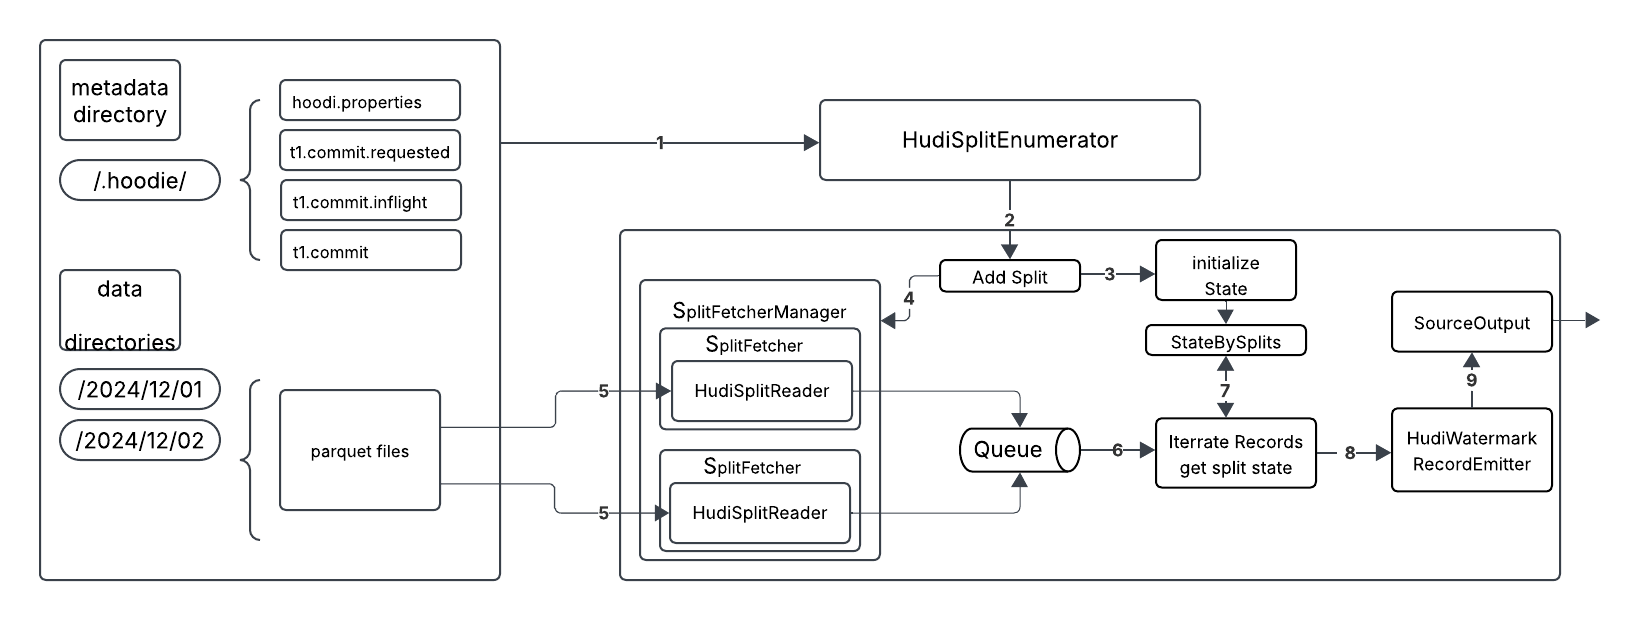 metadata
directory
/.hoodie/
hoodi.properties
t1.commit.requested
t1.commit.inflight
t1.commit
data
directories
/2024/12/01
/2024/12/02
parquet files
1
HudiSplitEnumerator
2
Add Split
3
initialize
State
4
SplitFetcherManager
SplitFetcher
5
HudiSplitReader
SplitFetcher
5
HudiSplitReader
Queue
6
StateBySplits
7
Iterrate Records
get split state
8
HudiWatermark
RecordEmitter
9
SourceOutput